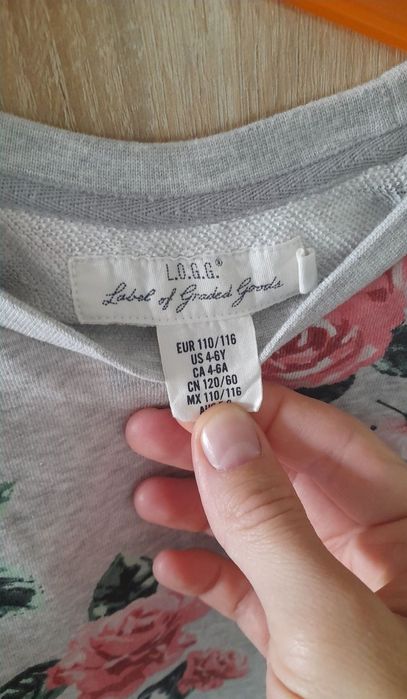 L.O.G.G.®
Label of Graded Goods
EUR 110/116
US 4-6Y
CA 4-6A
CN 120/60
MX 110/116